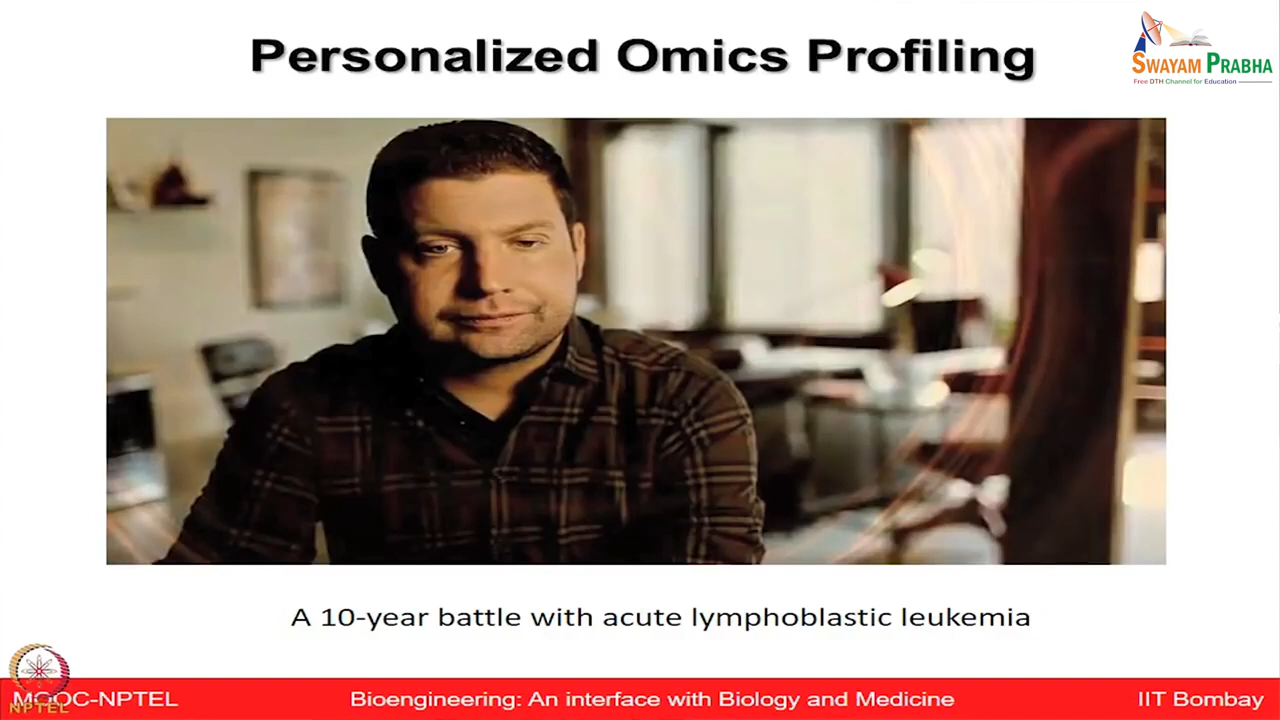 Personalized Omics Profiling
SWAYAM PRABHA
Free DTH Channel for Education
A 10-year battle with acute lymphoblastic leukemia
MOOC-NPTEL
NPTEL
Bioengineering: An interface with Biology and Medicine
IIT Bombay